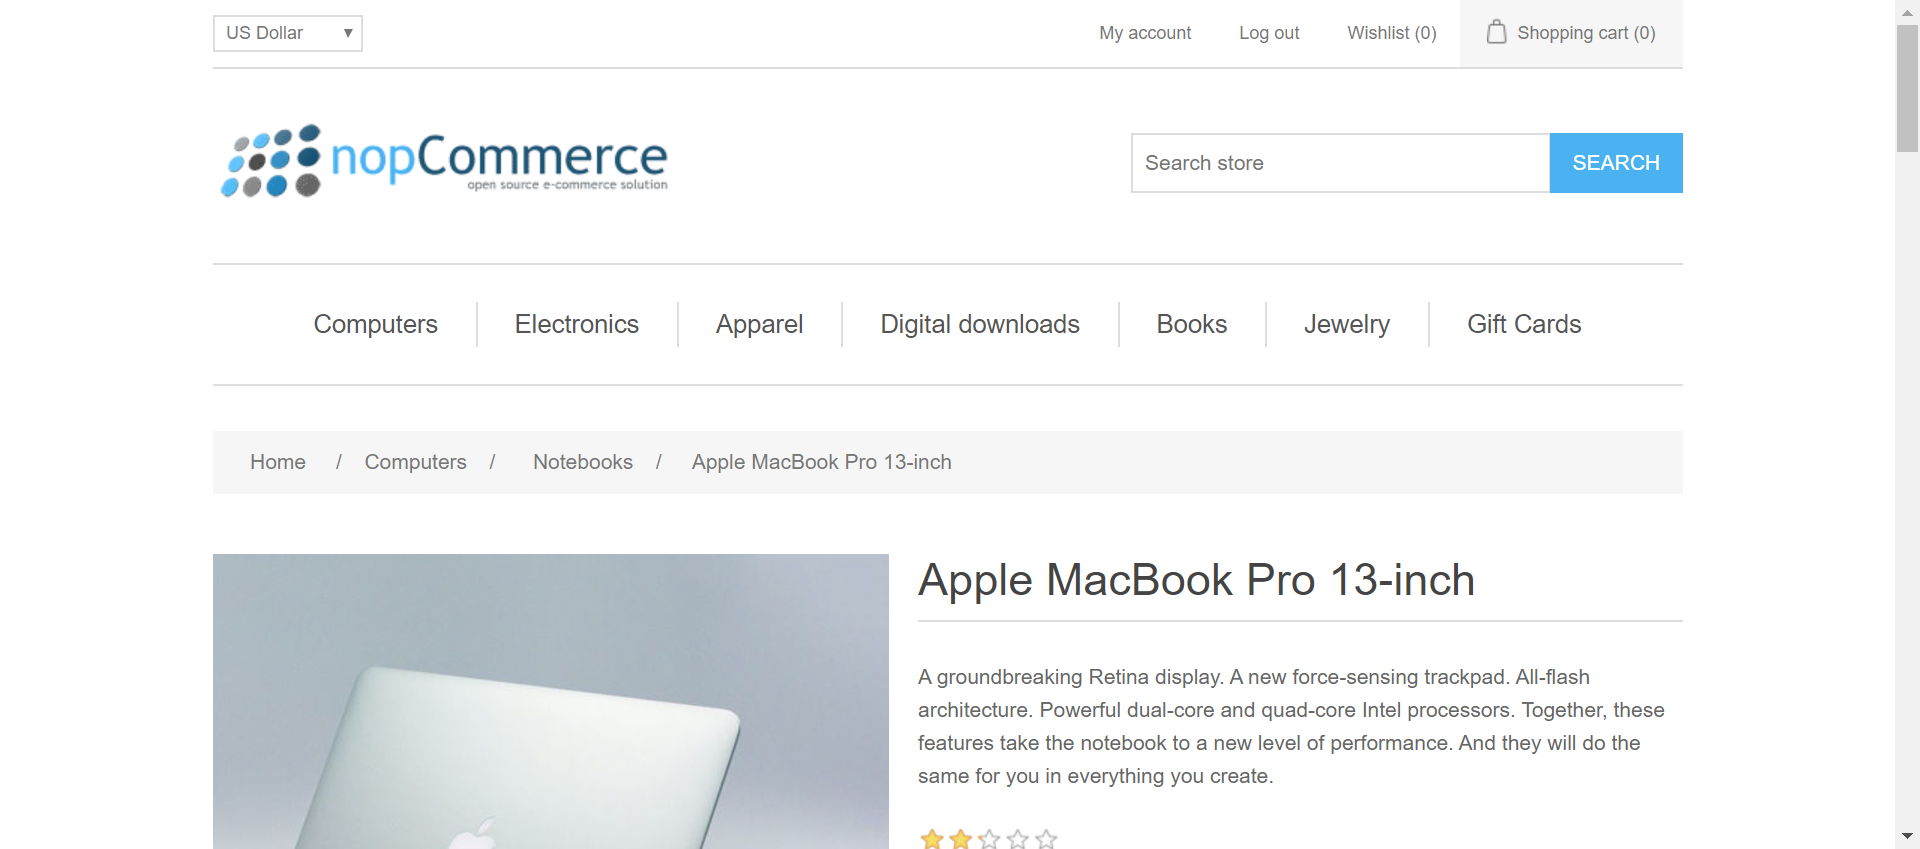 US Dollar
My account
Log out
Wishlist (0)
Shopping cart (0)
nopCommerce
open source e-commerce solution
Search store
SEARCH
Computers
Electronics
Apparel
Digital downloads
Books
Jewelry
Gift Cards
Home / Computers / Notebooks / Apple MacBook Pro 13-inch
Apple MacBook Pro 13-inch
A groundbreaking Retina display. A new force-sensing trackpad. All-flash
architecture. Powerful dual-core and quad-core Intel processors. Together, these
features take the notebook to a new level of performance. And they will do the
same for you in everything you create.